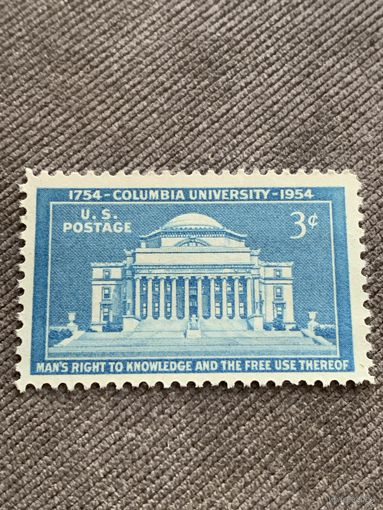 1754-COLUMBIA UNIVERSITY-1954
U.S.
POSTAGE
3¢
MAN'S RIGHT TO KNOWLEDGE AND THE FREE USE THEREOF